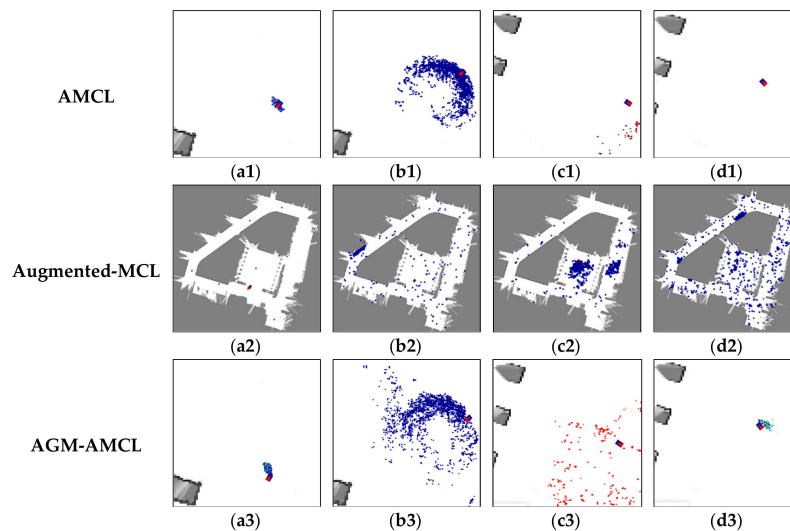 AMCL
(a1) (b1) (c1) (d1)
Augmented-MCL
(a2) (b2) (c2) (d2)
AGM-AMCL
(a3) (b3) (c3) (d3)